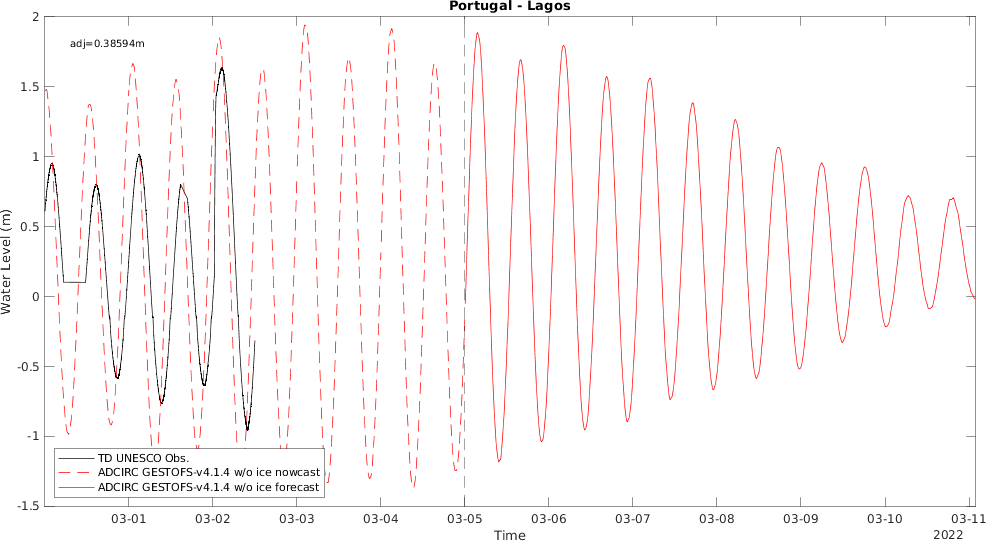 Portugal - Lagos
adj=0.38594m
2
1.5
1
0.5
0
-0.5
-1
-1.5
Water Level (m)
TD UNESCO Obs.
ADCIRC GESTOFS-v4.1.4 w/o ice nowcast
ADCIRC GESTOFS-v4.1.4 w/o ice forecast
03-01 03-02 03-03 03-04 03-05 03-06 03-07 03-08 03-09 03-10 03-11
Time
2022